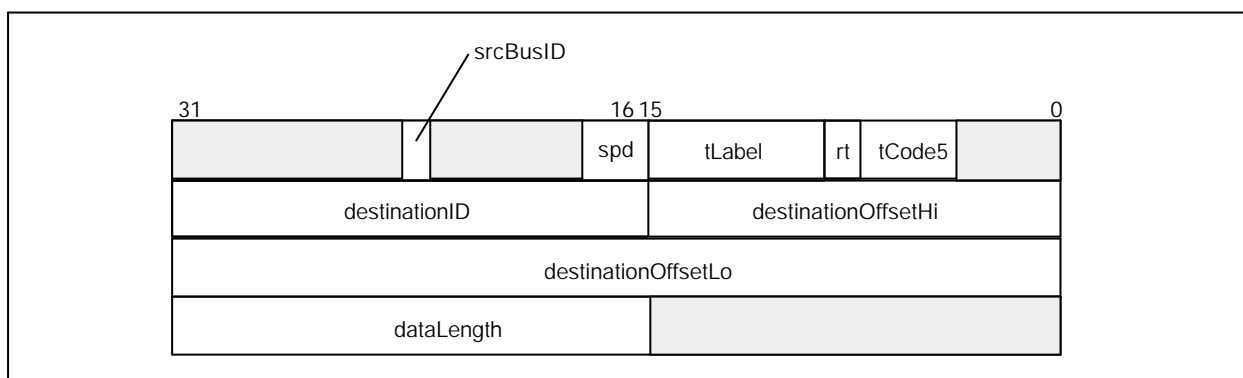 srcBusID
31 16 15 0
spd tLabel rt tCode5
destinationID destinationOffsetHi
destinationOffsetLo
dataLength